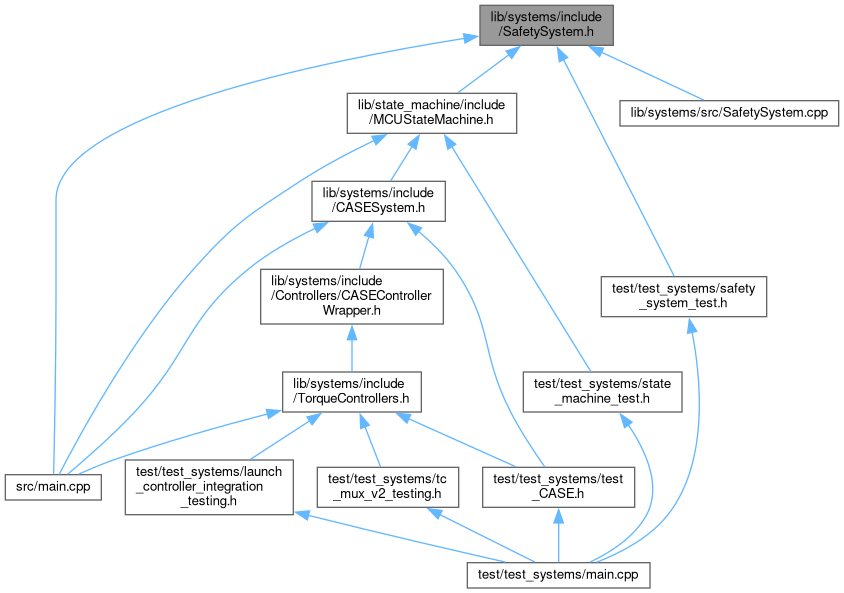 lib/systems/include
/SafetySystem.h
lib/state_machine/include
/MCUStateMachine.h
lib/systems/src/SafetySystem.cpp
lib/systems/include
/CASESystem.h
lib/systems/include
/Controllers/CASEController
Wrapper.h
test/test_systems/safety
_system_test.h
lib/systems/include
/TorqueControllers.h
test/test_systems/state
_machine_test.h
src/main.cpp
test/test_systems/launch
_controller_integration
_testing.h
test/test_systems/tc
_mux_v2_testing.h
test/test_systems/test
_CASE.h
test/test_systems/main.cpp